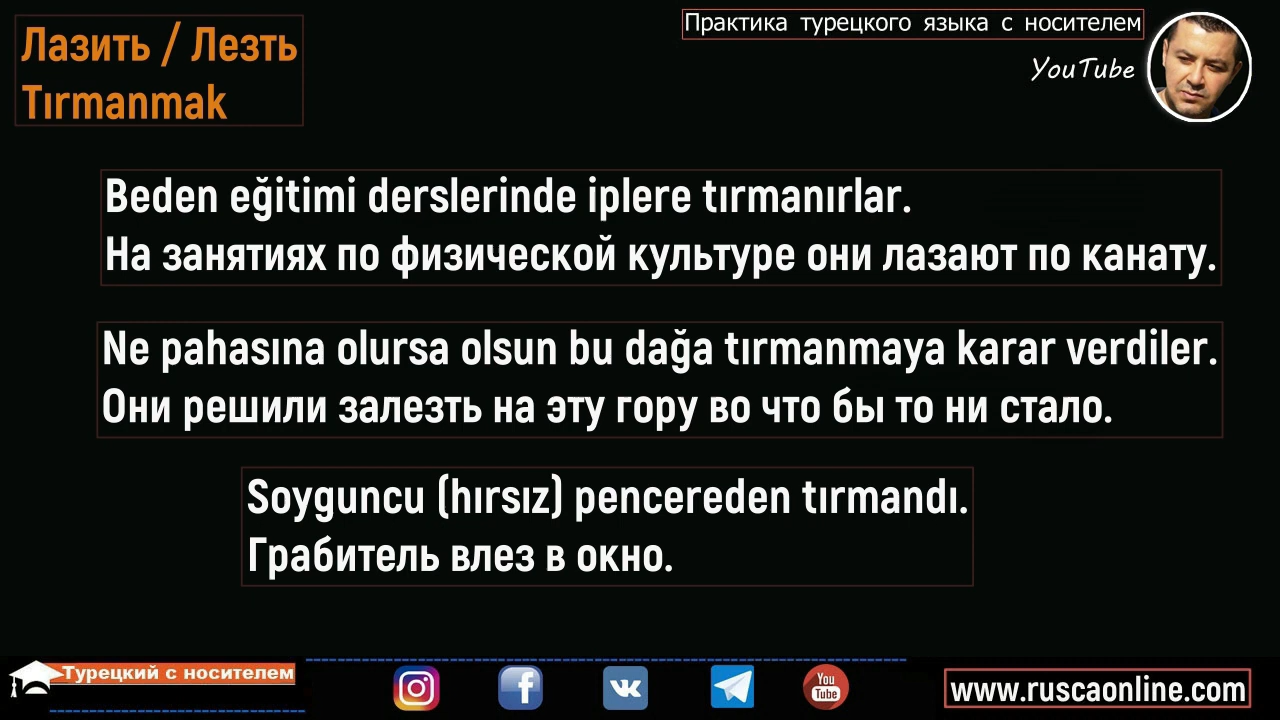 Лазить / Лезть
Tırmanmak
Практика турецкого языка с носителем
YouTube
Beden eğitimi derslerinde iplere tırmanırlar.
На занятиях по физической культуре они лазают по канату.
Ne pahasına olursa olsun bu dağa tırmanmaya karar verdiler.
Они решили залезть на эту гору во что бы то ни стало.
Soyguncu (hırsız) pencereden tırmandı.
Грабитель влез в окно.
Турецкий с носителем
You
Tube
www.ruscaonline.com